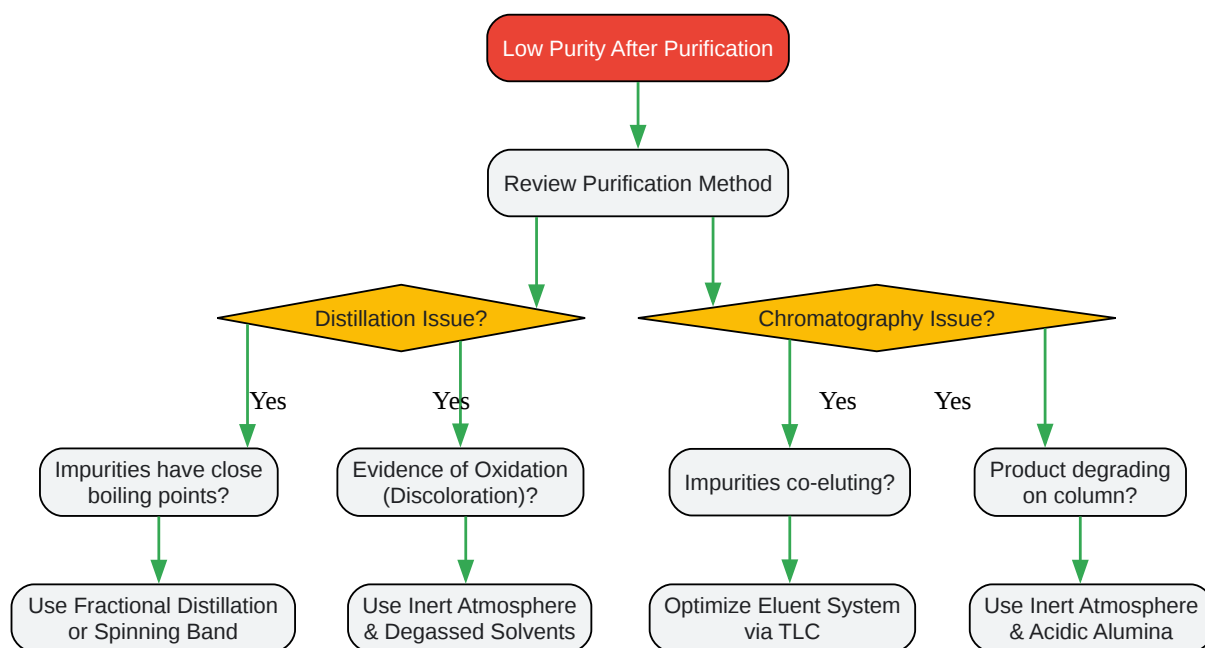 Low Purity After Purification
Review Purification Method
Distillation Issue?
Chromatography Issue?
Yes
Yes
Yes
Yes
Impurities have close
boiling points?
Evidence of Oxidation
(Discoloration)?
Impurities co-eluting?
Product degrading
on column?
Use Fractional Distillation
or Spinning Band
Use Inert Atmosphere
& Degassed Solvents
Optimize Eluent System
via TLC
Use Inert Atmosphere
& Acidic Alumina